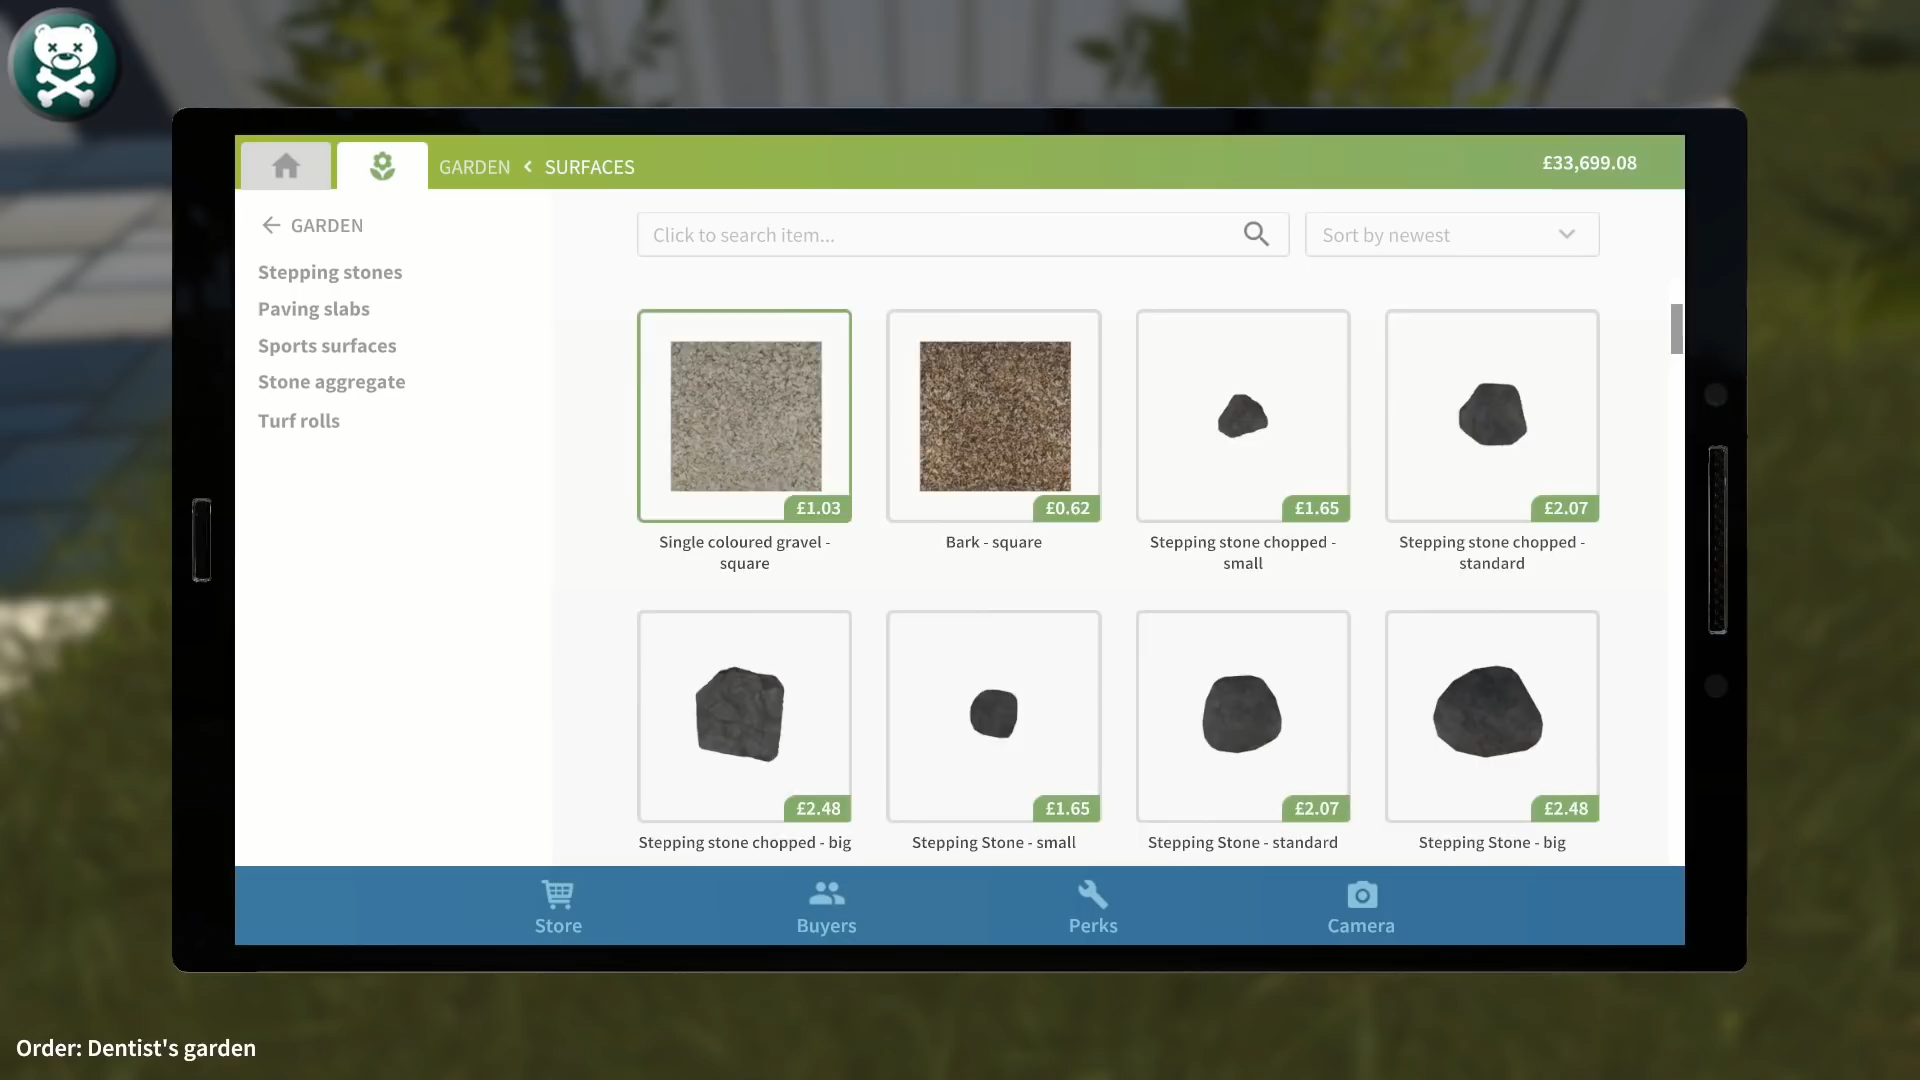 GARDEN < SURFACES
£33,699.08
← GARDEN
Click to search item...
Sort by newest
Stepping stones
Paving slabs
Sports surfaces
Stone aggregate
Turf rolls
£1.03
£0.62
£1.65
£2.07
Single coloured gravel -
square
Bark - square
Stepping stone chopped -
small
Stepping stone chopped -
standard
£2.48
£1.65
£2.07
£2.48
Stepping stone chopped - big
Stepping Stone - small
Stepping Stone - standard
Stepping Stone - big
Store
Buyers
Perks
Camera
Order: Dentist's garden